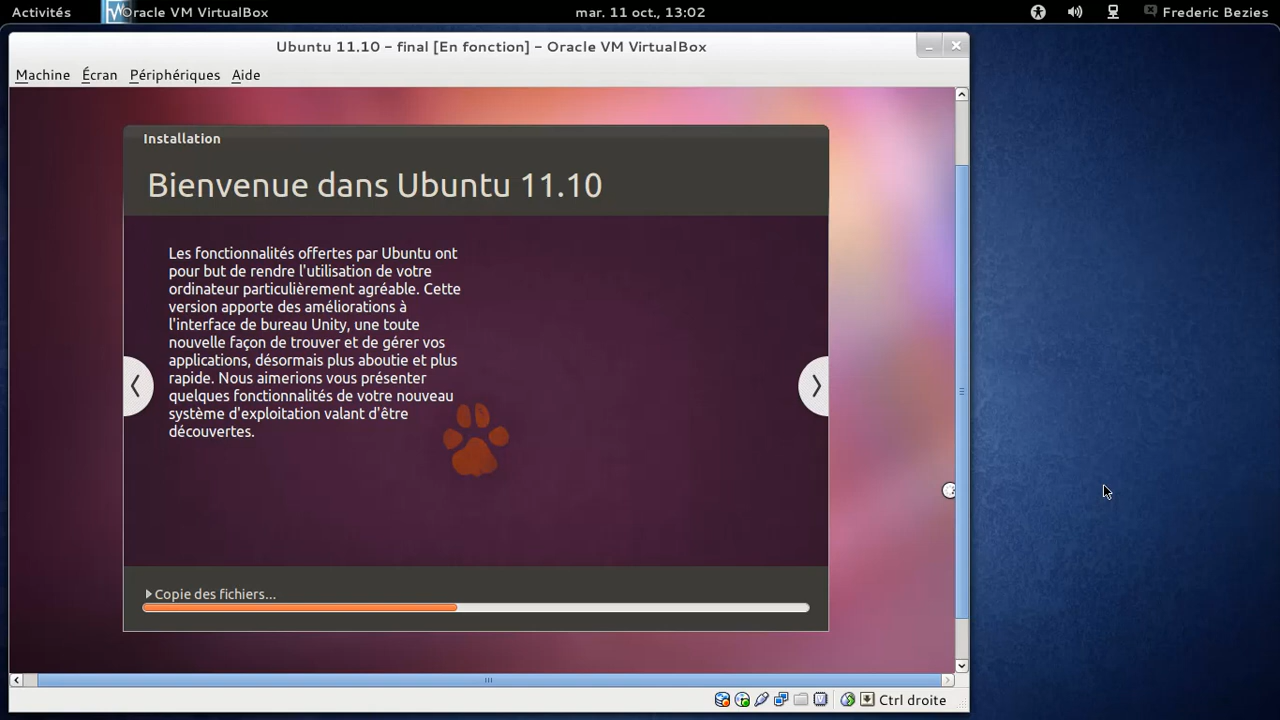 Activités Oracle VM VirtualBox mar. 11 oct., 13:02 Frederic Bezies
Ubuntu 11.10 - final [En fonction] - Oracle VM VirtualBox
Machine Écran Périphériques Aide
Installation
Bienvenue dans Ubuntu 11.10
Les fonctionnalités offertes par Ubuntu ont
pour but de rendre l'utilisation de votre
ordinateur particulièrement agréable. Cette
version apporte des améliorations à
l'interface de bureau Unity, une toute
nouvelle façon de trouver et de gérer vos
applications, désormais plus aboutie et plus
rapide. Nous aimerions vous présenter
quelques fonctionnalités de votre nouveau
système d'exploitation valant d'être
découvertes.
Copie des fichiers...
Ctrl droite